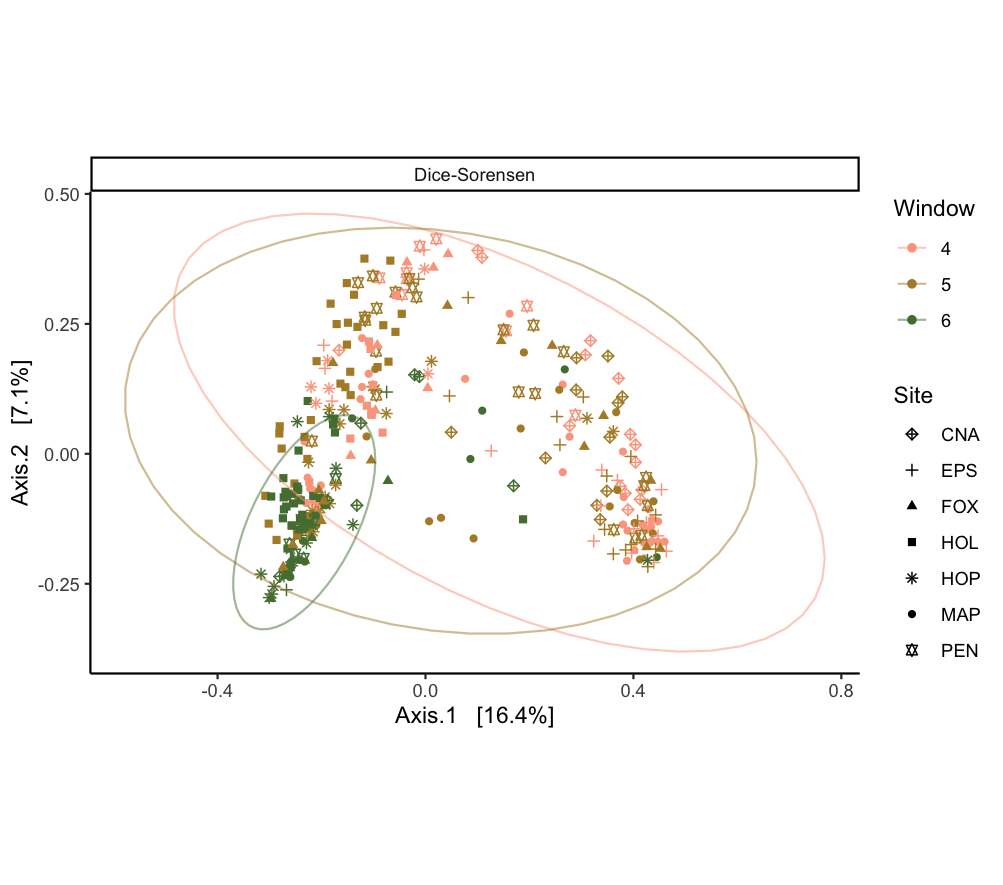 Dice-Sorensen
0.50
0.25
0.00
-0.25
Axis.2 [7.1%]
-0.4
0.0
0.4
0.8
Axis.1 [16.4%]
Window
4
5
6
Site
CNA
EPS
FOX
HOL
HOP
MAP
PEN